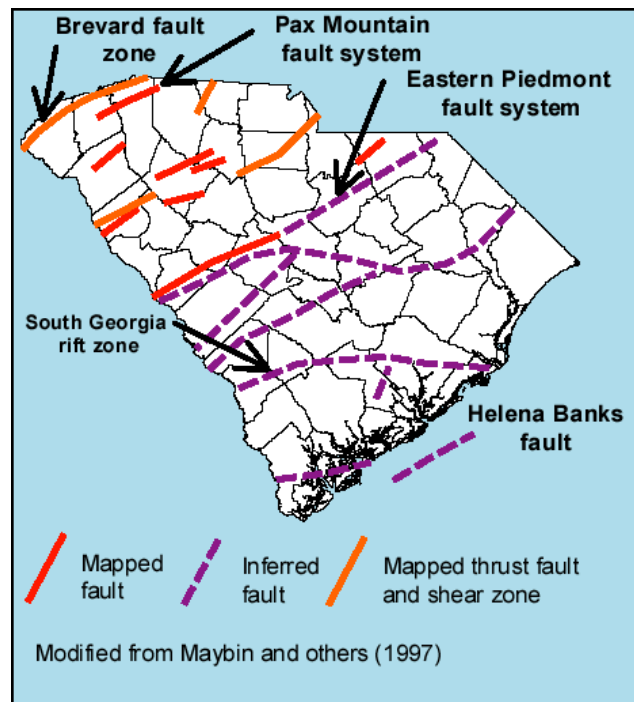 Brevard fault
zone
Pax Mountain
fault system
Eastern Piedmont
fault system
South Georgia
rift zone
Helena Banks
fault
Mapped
fault
Inferred
fault
Mapped thrust fault
and shear zone
Modified from Maybin and others (1997)